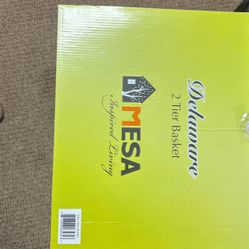 Delaware
2 Tier Basket
MESA
Inspired Living